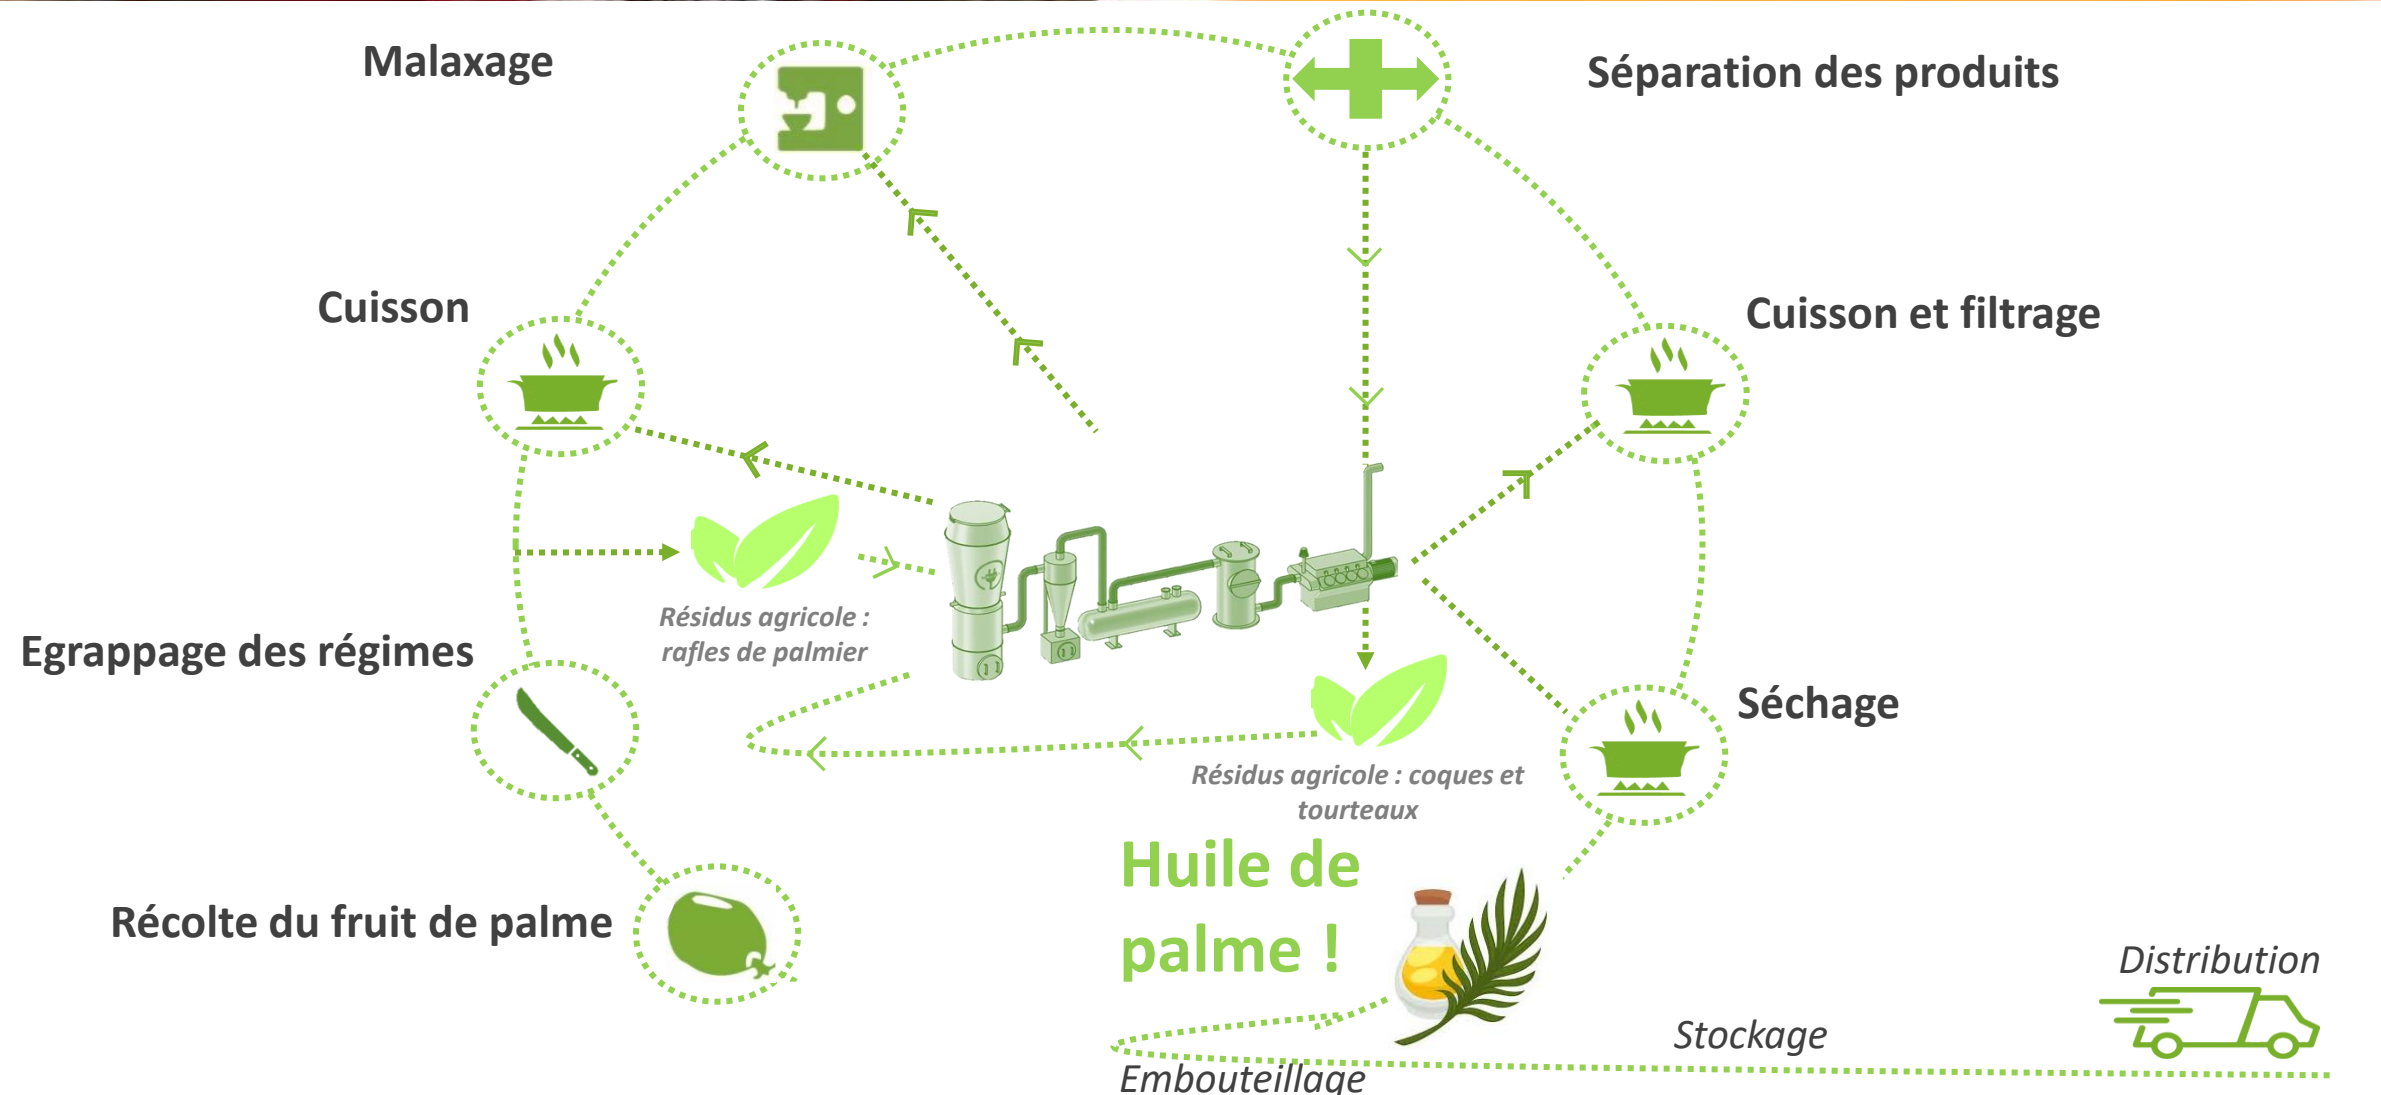 Malaxage
Séparation des produits
Cuisson
Cuisson et filtrage
Résidus agricole :
rafles de palmier
Egrappage des régimes
Séchage
Résidus agricole : coques et
tourteaux
Huile de
palme !
Récolte du fruit de palme
Distribution
Stockage
Embouteillage